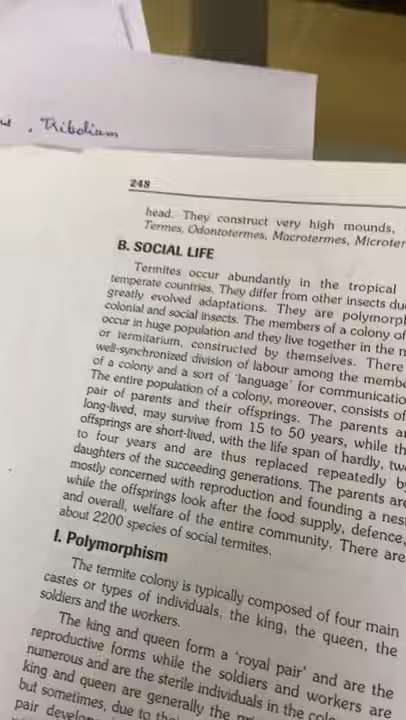 , Tribolium
248
head. They construct very high mounds,
Termes, Odontotermes, Macrotermes, Microter
B. SOCIAL LIFE
Termites occur abundantly in the tropical
temperate countries. They differ from other insects du
greatly evolved adaptations. They are polymorph
colonial and social insects. The members of a colony of
occur in huge population and they live together in the n
or termitarium, constructed by themselves. There
well-synchronized division of labour among the membe
of a colony and a sort of 'language' for communicatio
The entire population of a colony, moreover, consists of
pair of parents and their offsprings. The parents a
long-lived, may survive from 15 to 50 years, while th
offsprings are short-lived, with the life span of hardly, two
to four years and are thus replaced repeatedly by
daughters of the succeeding generations. The parents are
mostly concerned with reproduction and founding a nes
while the offsprings look after the food supply, defence,
and overall, welfare of the entire community. There are
about 2200 species of social termites.
I. Polymorphism
The termite colony is typically composed of four main
castes or types of individuals, the king, the queen, the
soldiers and the workers.
The king and queen form a 'royal pair' and are the
reproductive forms while the soldiers and workers are
numerous and are the sterile individuals in the colo
king and queen are generally the
but sometimes, due to
pair